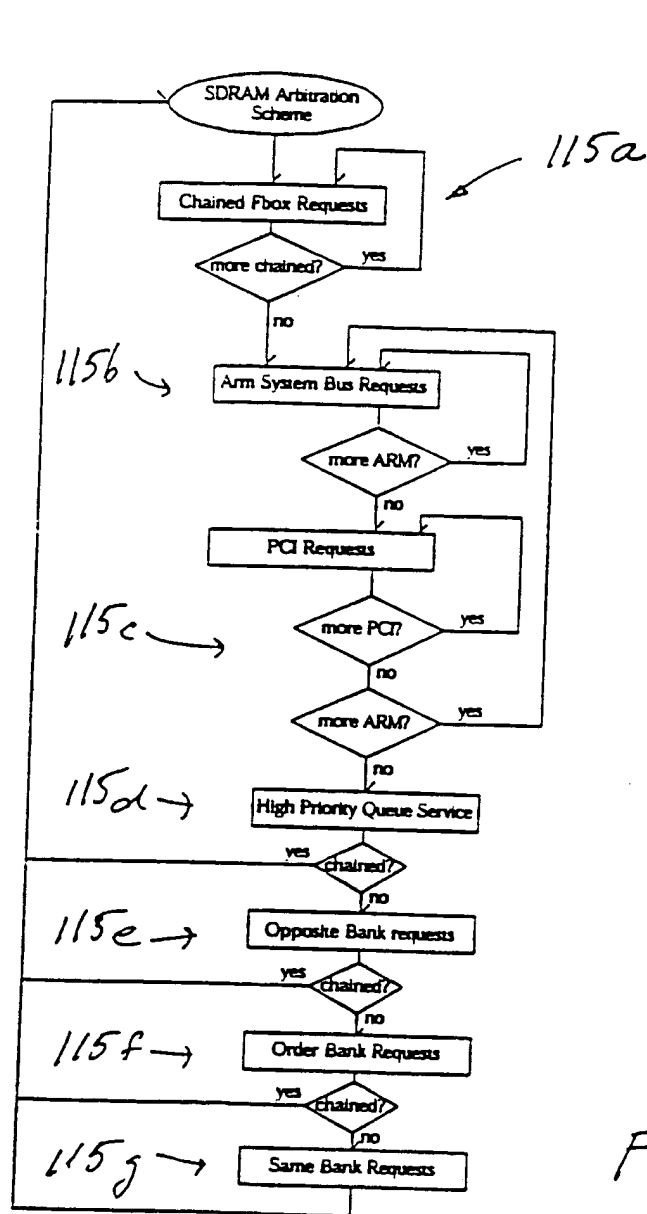 SDRAM Arbitration
Scheme
115a
Chained Fbox Requests
more chained?
yes
no
115b
Arm System Bus Requests
more ARM?
yes
no
PCI Requests
115c
more PCI?
yes
no
more ARM?
yes
no
115d
High Priority Queue Service
yes
chained?
no
115e
Opposite Bank requests
yes
chained?
no
115f
Order Bank Requests
yes
chained?
no
115g
Same Bank Requests
F